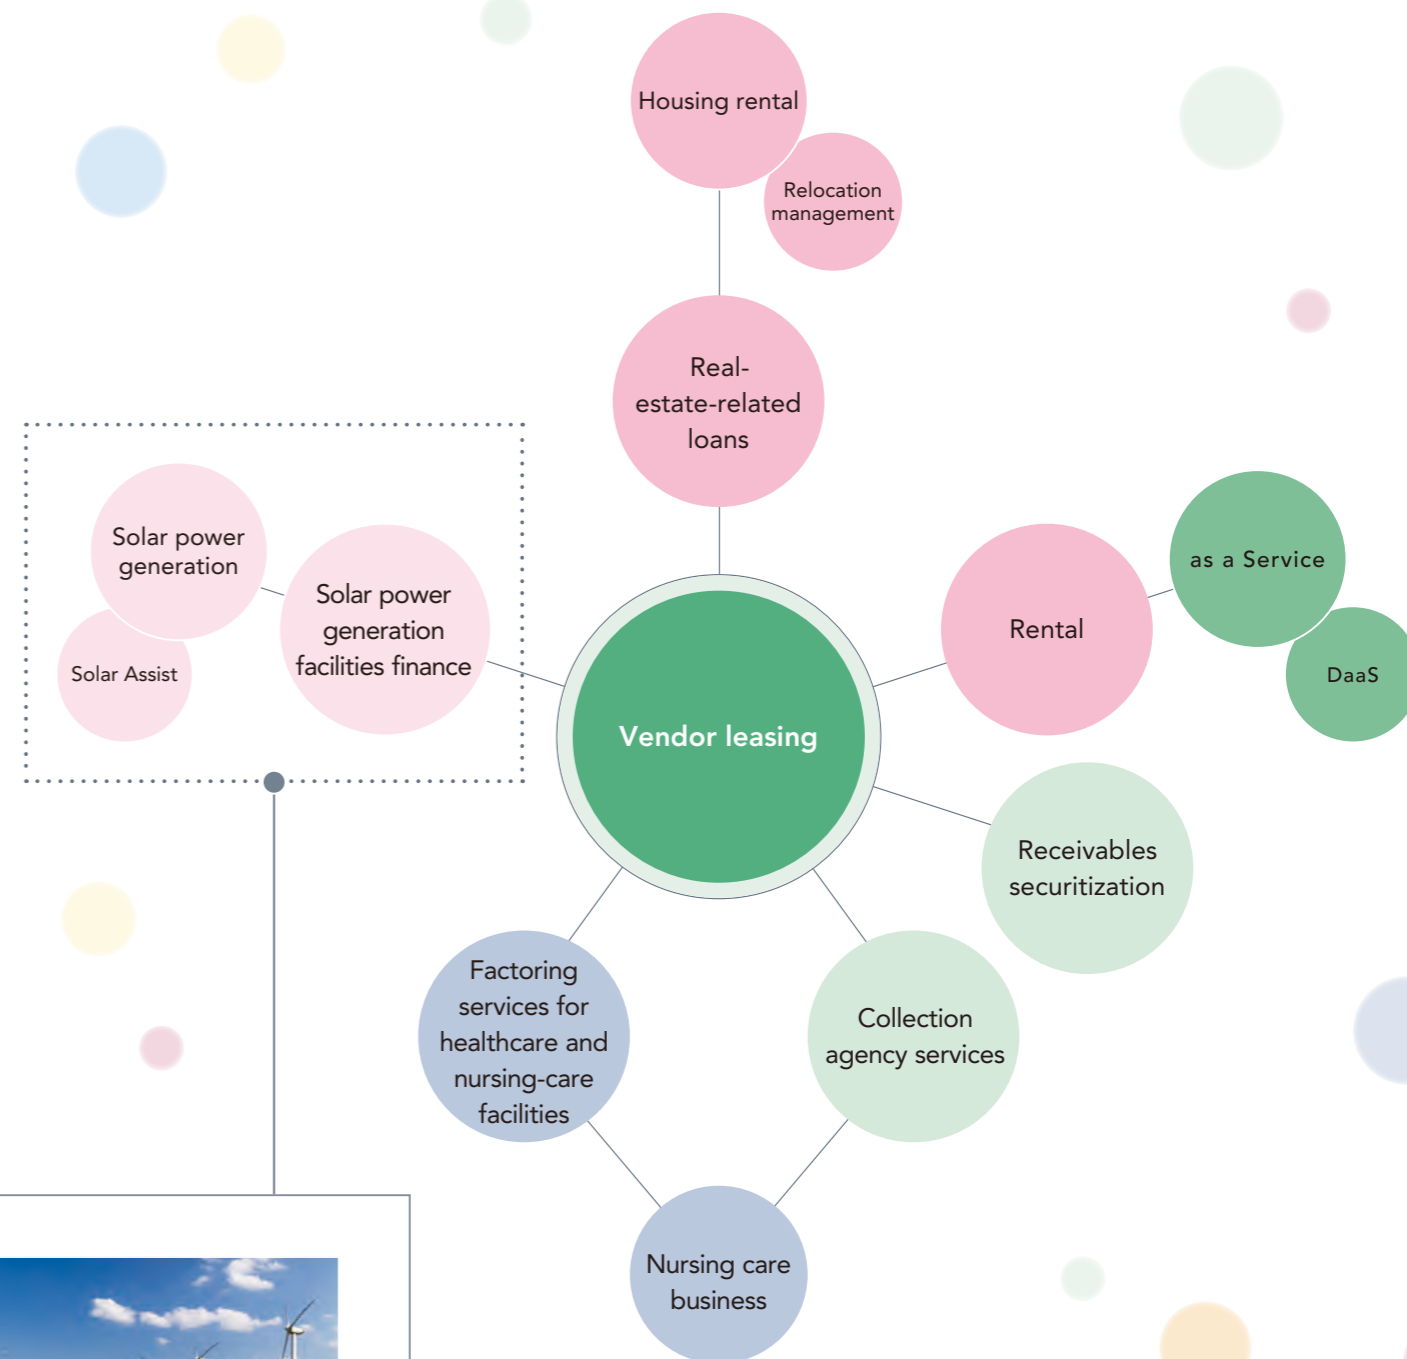 Housing rental
Relocation
management
Real-
estate-related
loans
Solar power
generation
Solar Assist
Solar power
generation
facilities finance
Vendor leasing
Rental
as a Service
DaaS
Receivables
securitization
Collection
agency services
Factoring
services for
healthcare and
nursing-care
facilities
Nursing care
business